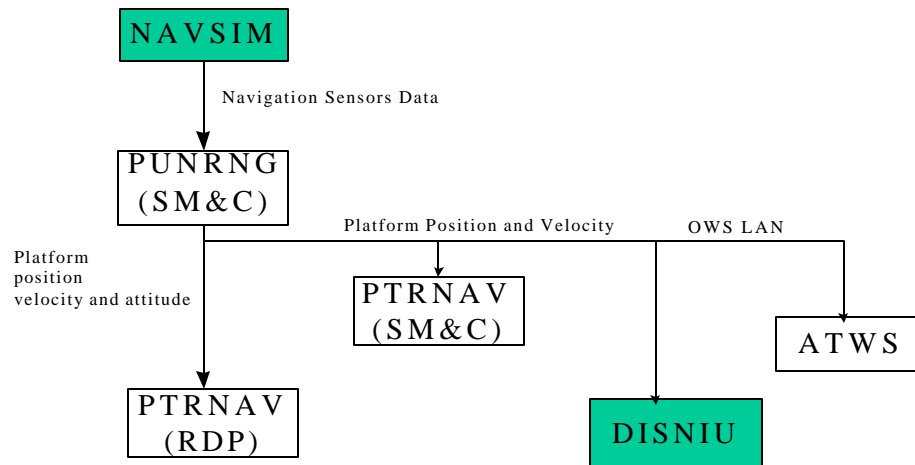 NAVSIM
Navigation Sensors Data
PUNRNG
(SM&C)
Platform Position and Velocity
OWS LAN
Platform
position
velocity and attitude
PTRNAV
(SM&C)
ATWS
PTRNAV
(RDP)
DISNIU